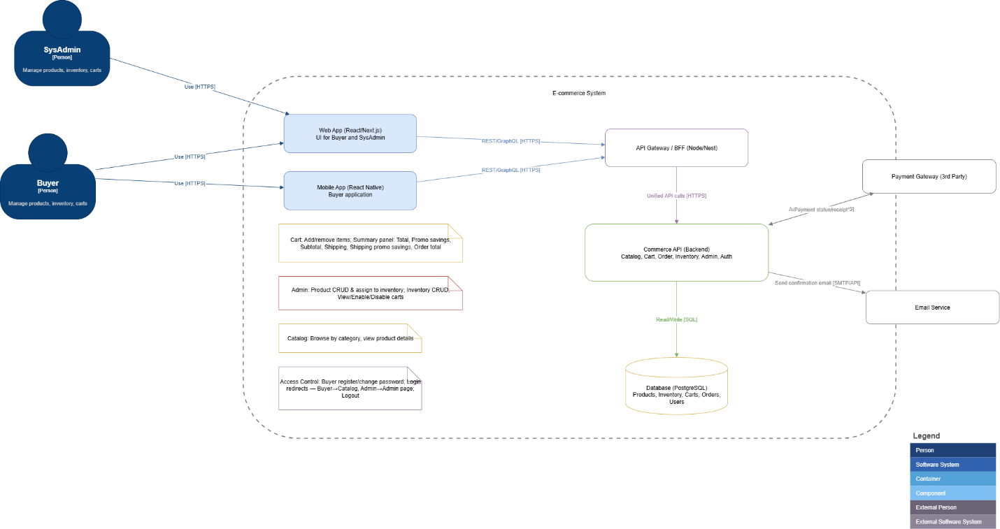 SysAdmin
[Person]
Manage products, inventory, carts
Use [HTTPS]
E-commerce System
Web App (React/Next.js)
UI for Buyer and SysAdmin
REST/GraphQL [HTTPS]
API Gateway / BFF (Node/Nest)
Buyer
[Person]
Manage products, inventory, carts
Use [HTTPS]
Use [HTTPS]
Mobile App (React Native)
Buyer application
REST/GraphQL [HTTPS]
Payment Gateway (3rd Party)
Unified API calls [HTTPS]
Payment status/receipt
Cart: Add/remove items; Summary panel: Total, Promo savings,
Subtotal, Shipping, Shipping promo savings, Order total
Commerce API (Backend)
Catalog, Cart, Order, Inventory, Admin, Auth
Send confirmation email [SMTP/API]
Email Service
Admin: Product CRUD & assign to inventory; Inventory CRUD;
View/Enable/Disable carts
Read/Write [SQL]
Catalog: Browse by category, view product details
Access Control: Buyer register/change password; Login
redirects — Buyer→Catalog, Admin→Admin page;
Logout
Database (PostgreSQL)
Products, Inventory, Carts, Orders,
Users
Legend
Person
Software System
Container
Component
External Person
External Software System